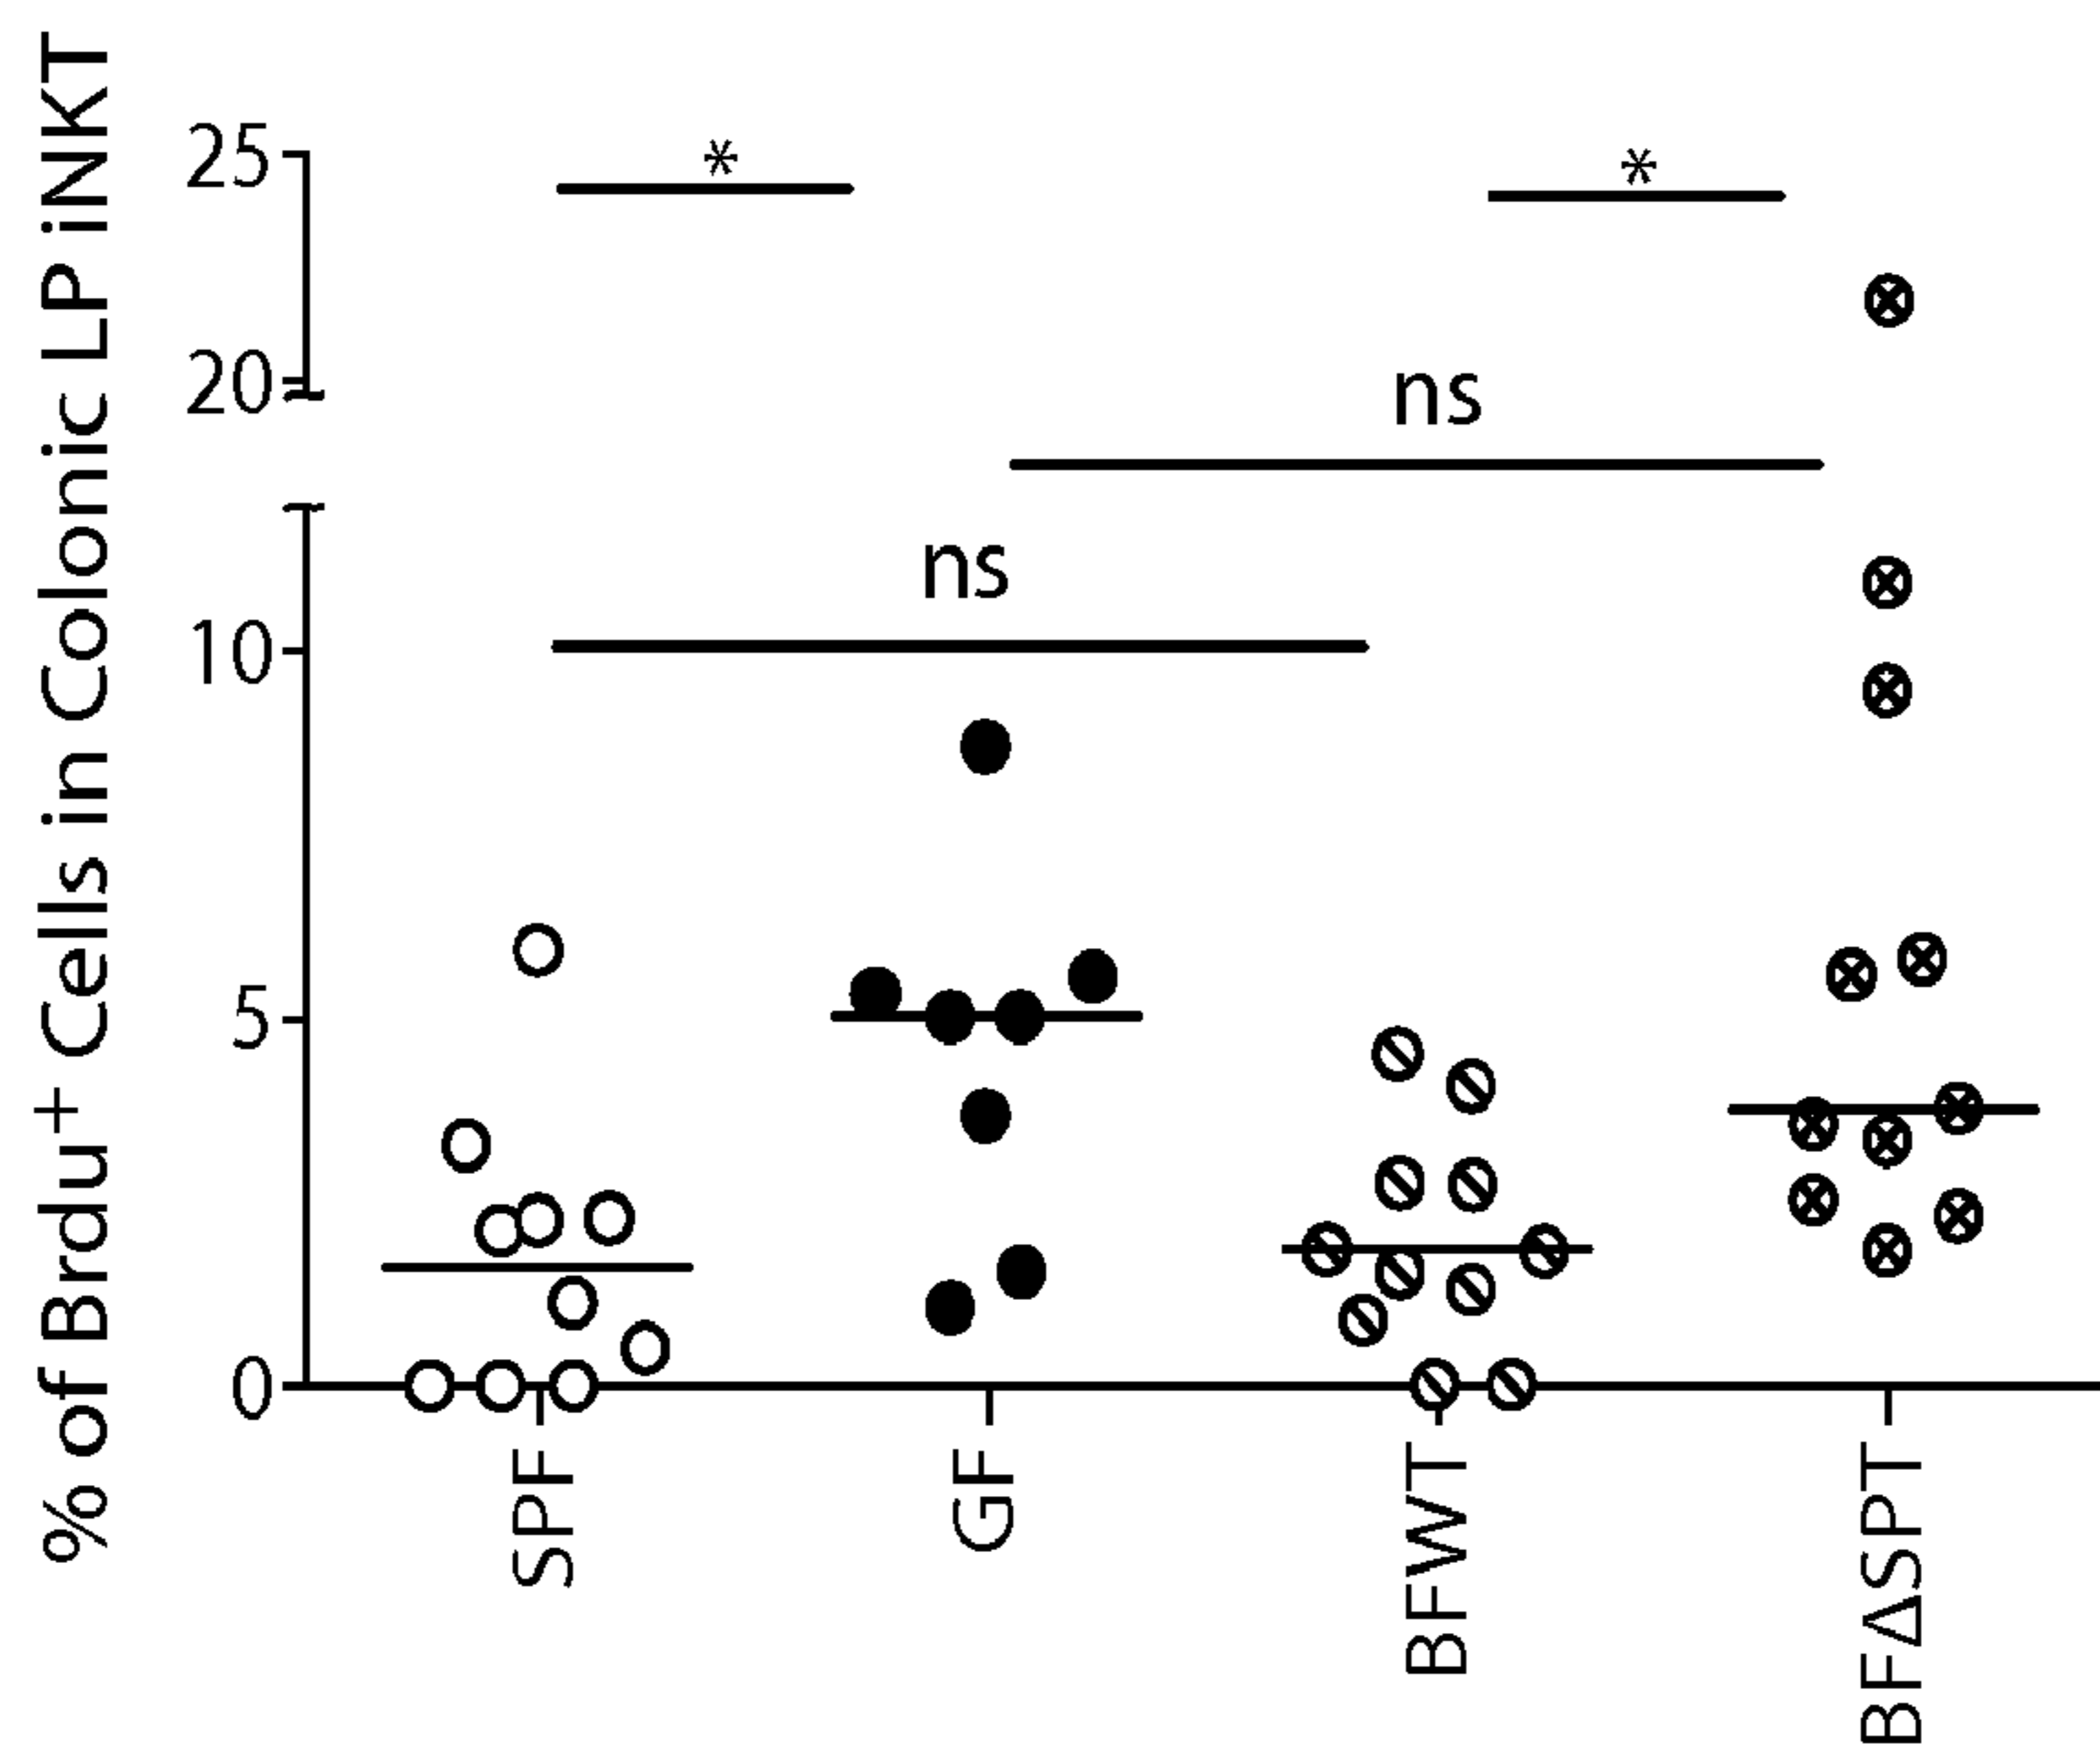 % of Brdu⁺ Cells in Colonic LP iNKT
25
20
10
5
0
*
*
ns
ns
SPF
GF
BFWT
BFΔSPT